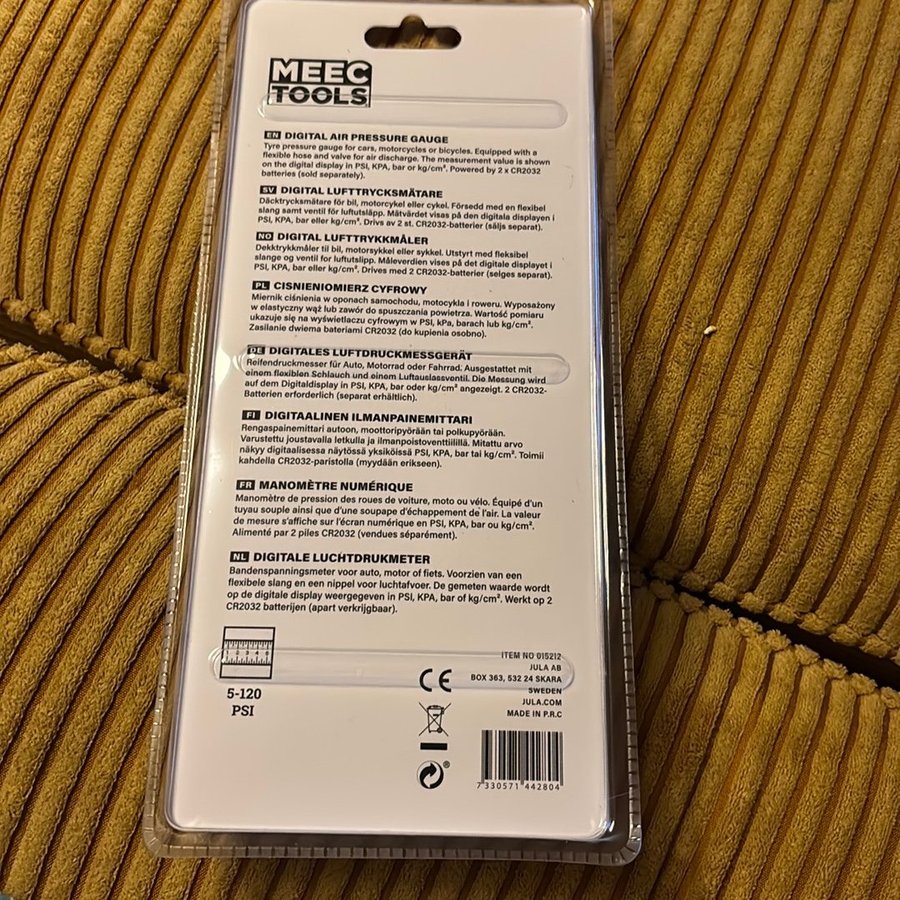 MEEC
TOOLS
EN DIGITAL AIR PRESSURE GAUGE
Tyre pressure gauge for cars, motorcycles or bicycles. Equipped with a
flexible hose and valve for air discharge. The measurement value is shown
on the digital display in PSI, KPA, bar or kg/cm². Powered by 2 x CR2032
batteries (sold separately).
SV DIGITAL LUFTTRYCKSMÄTARE
Däcktrycksmätare för bil, motorcykel eller cykel. Försedd med en flexibel
slang samt ventil för luftutsläpp. Mätvärdet visas på den digitala displayen i
PSI, KPA, bar eller kg/cm². Drivs av 2 st. CR2032-batterier (säljs separat).
NO DIGITAL LUFTTRYKKMÅLER
Dekktrykkmåler til bil, motorsykkel eller sykkel. Utstyrt med fleksibel
slange og ventil for luftutslipp. Måleverdien vises på det digitale displayet i
PSI, KPA, bar eller kg/cm². Drives med 2 CR2032-batterier (selges separat).
PL CISNIENIOMIERZ CYFROWY
Miernik ciśnienia w oponach samochodu, motocykla i roweru. Wyposażony
w elastyczny wąż lub zawór do spuszczania powietrza. Wartość pomiaru
ukazuje się na wyświetlaczu cyfrowym w PSI, kPa, barach lub kg/cm².
Zasilanie dwiema bateriami CR2032 (do kupienia osobno).
DE DIGITALES LUFTDRUCKMESSGERÄT
Reifendruckmesser für Auto, Motorrad oder Fahrrad. Ausgestattet mit
einem flexiblen Schlauch und einem Luftauslassventil. Die Messung wird
auf dem Digitaldisplay in PSI, KPA, bar oder kg/cm² angezeigt. 2 CR2032-
Batterien erforderlich (separat erhältlich).
FI DIGITAALINEN ILMANPAINEMITTARI
Rengaspainemittari autoon, moottoripyörään tai polkupyörään.
Varustettu joustavalla letkulla ja ilmanpoistoventtiilillä. Mitattu arvo
näkyy digitaalisessa näytössä yksiköissä PSI, KPA, bar tai kg/cm². Toimii
kahdella CR2032-paristolla (myydään erikseen).
FR MANOMÈTRE NUMÉRIQUE
Manomètre de pression des roues de voiture, moto ou vélo. Équipé d'un
tuyau souple ainsi que d'une soupape d'échappement de l'air. La valeur
de mesure s'affiche sur l'écran numérique en PSI, KPA, bar ou kg/cm².
Alimenté par 2 piles CR2032 (vendues séparément).
NL DIGITALE LUCHTDRUKMETER
Bandenspanningsmeter voor auto, motor of fiets. Voorzien van een
flexibele slang en een nippel voor luchtafvoer. De gemeten waarde wordt
op de digitale display weergegeven in PSI, KPA, bar of kg/cm². Werkt op 2
CR2032 batterijen (apart verkrijgbaar).
1 2 3 4 5
5-120
PSI
CE
ITEM NO 015212
JULA AB
BOX 363, 532 24 SKARA
SWEDEN
JULA.COM
MADE IN P.R.C
®
7 330571 442804